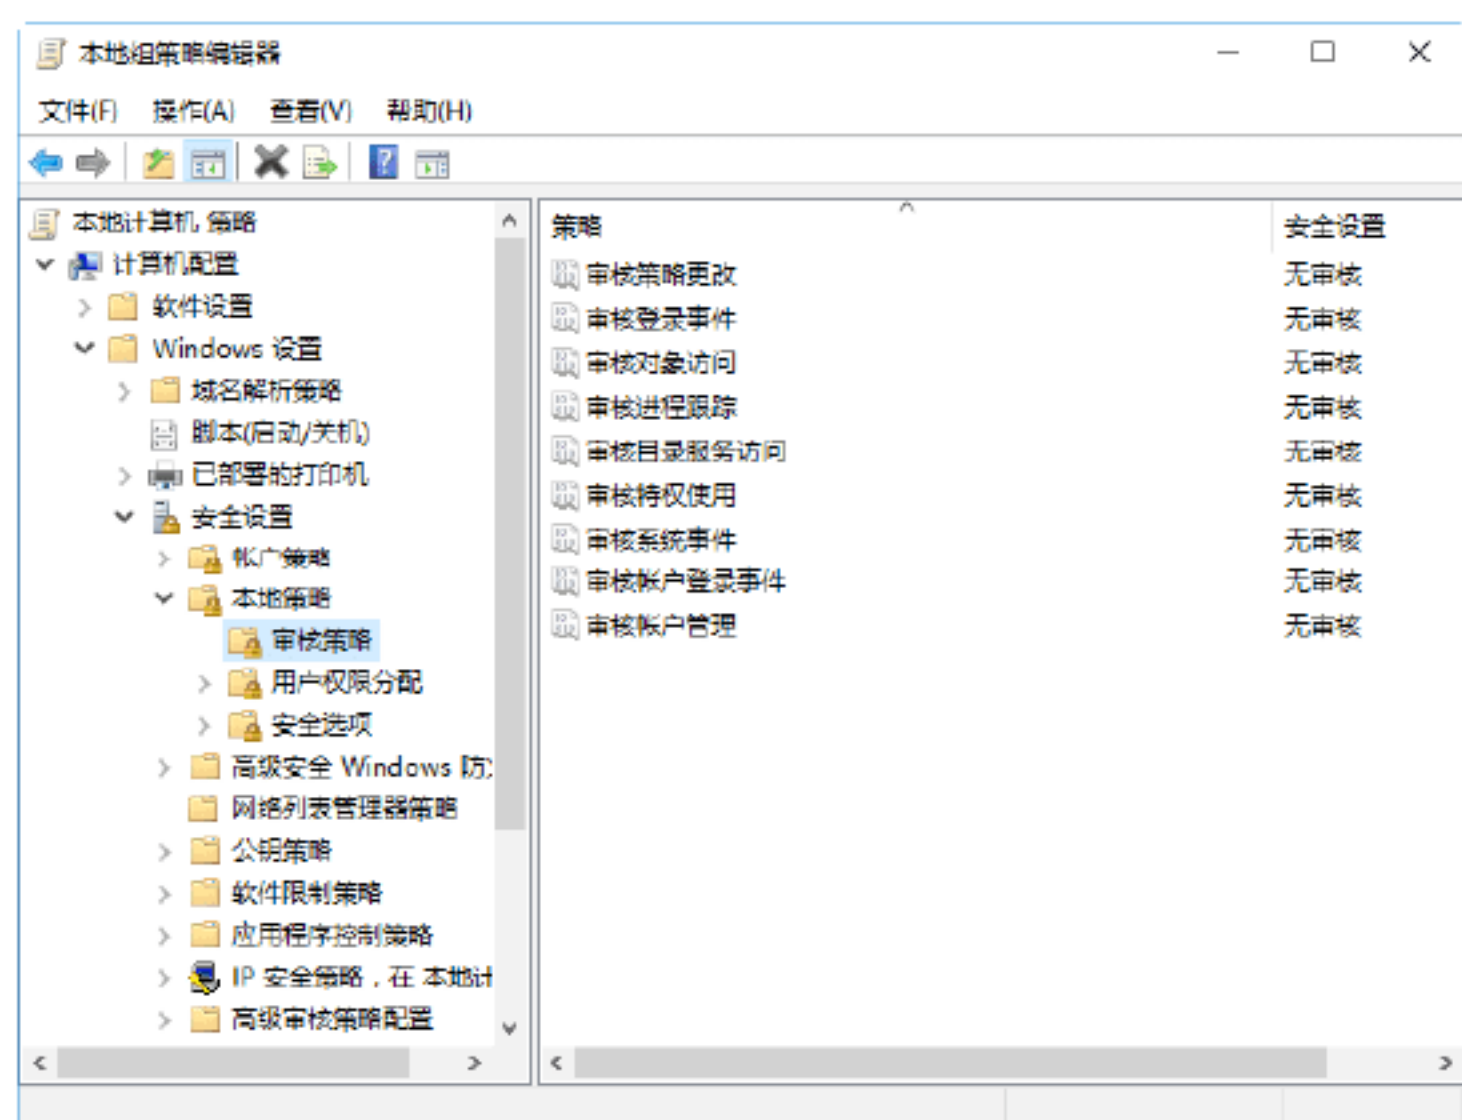 本地组策略编辑器
文件(F) 操作(A) 查看(V) 帮助(H)
本地计算机 策略
计算机配置
软件设置
Windows 设置
域名解析策略
脚本(启动/关机)
已部署的打印机
安全设置
帐户策略
本地策略
审核策略
用户权限分配
安全选项
高级安全 Windows 防
网络列表管理器策略
公钥策略
软件限制策略
应用程序控制策略
IP 安全策略，在 本地计
高级审核策略配置
策略 安全设置
审核策略更改 无审核
审核登录事件 无审核
审核对象访问 无审核
审核进程跟踪 无审核
审核目录服务访问 无审核
审核特权使用 无审核
审核系统事件 无审核
审核帐户登录事件 无审核
审核帐户管理 无审核